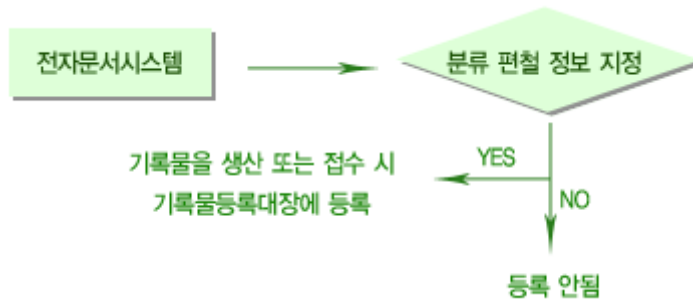 전자문서시스템
분류 편철 정보 지정
YES
기록물을 생산 또는 접수 시
기록물등록대장에 등록
NO
등록 안됨